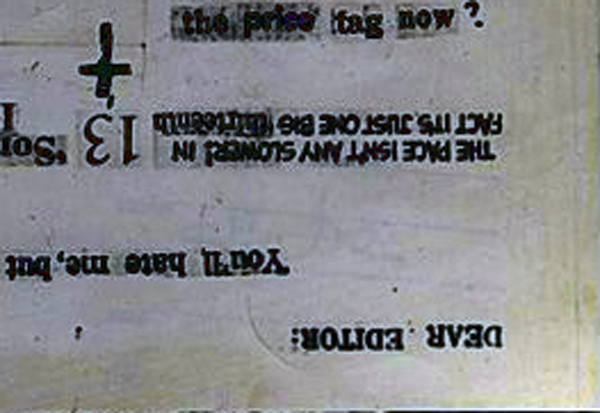 DEAR EDITOR:
You'll hate me, but
THE PACE ISN'T ANY SLOWER! IN
FACT IT'S JUST ONE BIG thirteenth
13
the price tag now?